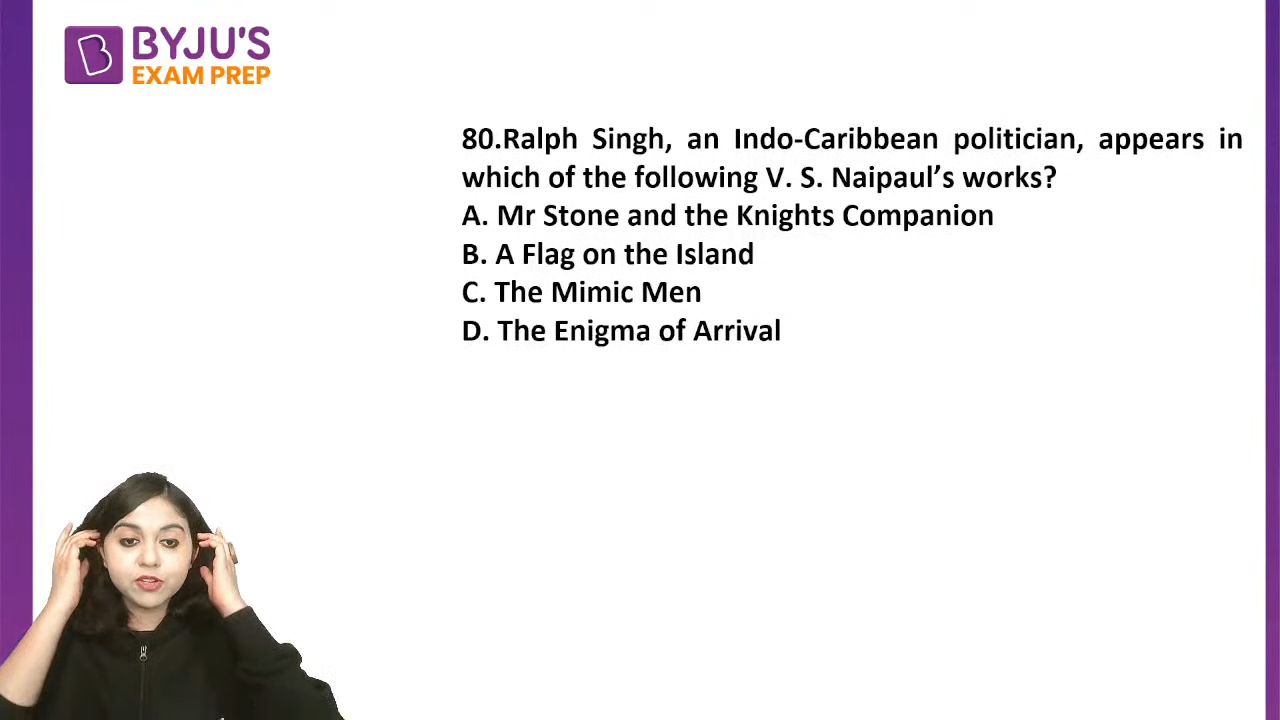 BYJU'S
EXAM PREP
80.Ralph Singh, an Indo-Caribbean politician, appears in
which of the following V. S. Naipaul’s works?
A. Mr Stone and the Knights Companion
B. A Flag on the Island
C. The Mimic Men
D. The Enigma of Arrival